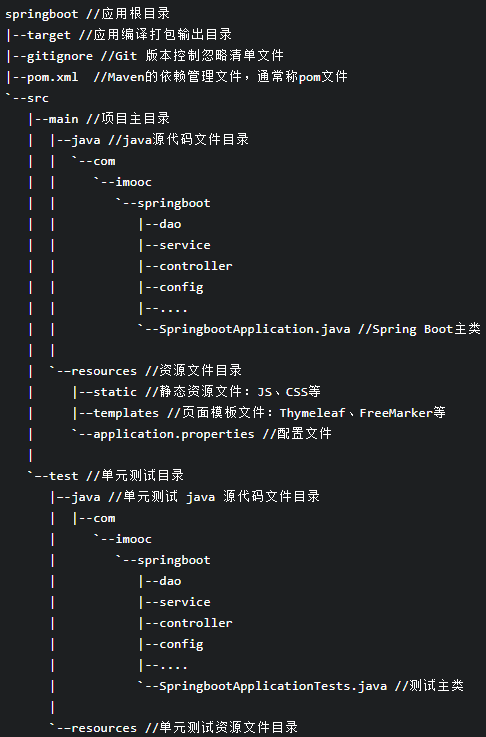 springboot //应用根目录
|--target //应用编译打包输出目录
|--gitignore //Git 版本控制忽略清单文件
|--pom.xml  //Maven的依赖管理文件，通常称pom文件
`--src
   |--main //项目主目录
   |  |--java //java源代码文件目录
   |  |  `--com
   |  |     `--imooc
   |  |        `--springboot
   |  |           |--dao
   |  |           |--service
   |  |           |--controller
   |  |           |--config
   |  |           |--....
   |  |           `--SpringbootApplication.java //Spring Boot主类
   |  |
   |  `--resources //资源文件目录
   |     |--static //静态资源文件：JS、CSS等
   |     |--templates //页面模板文件：Thymeleaf、FreeMarker等
   |     `--application.properties //配置文件
   |
   `--test //单元测试目录
      |--java //单元测试 java 源代码文件目录
      |  |--com
      |     `--imooc
      |        `--springboot
      |           |--dao
      |           |--service
      |           |--controller
      |           |--config
      |           |--....
      |           `--SpringbootApplicationTests.java //测试主类
      |
      `--resources //单元测试资源文件目录